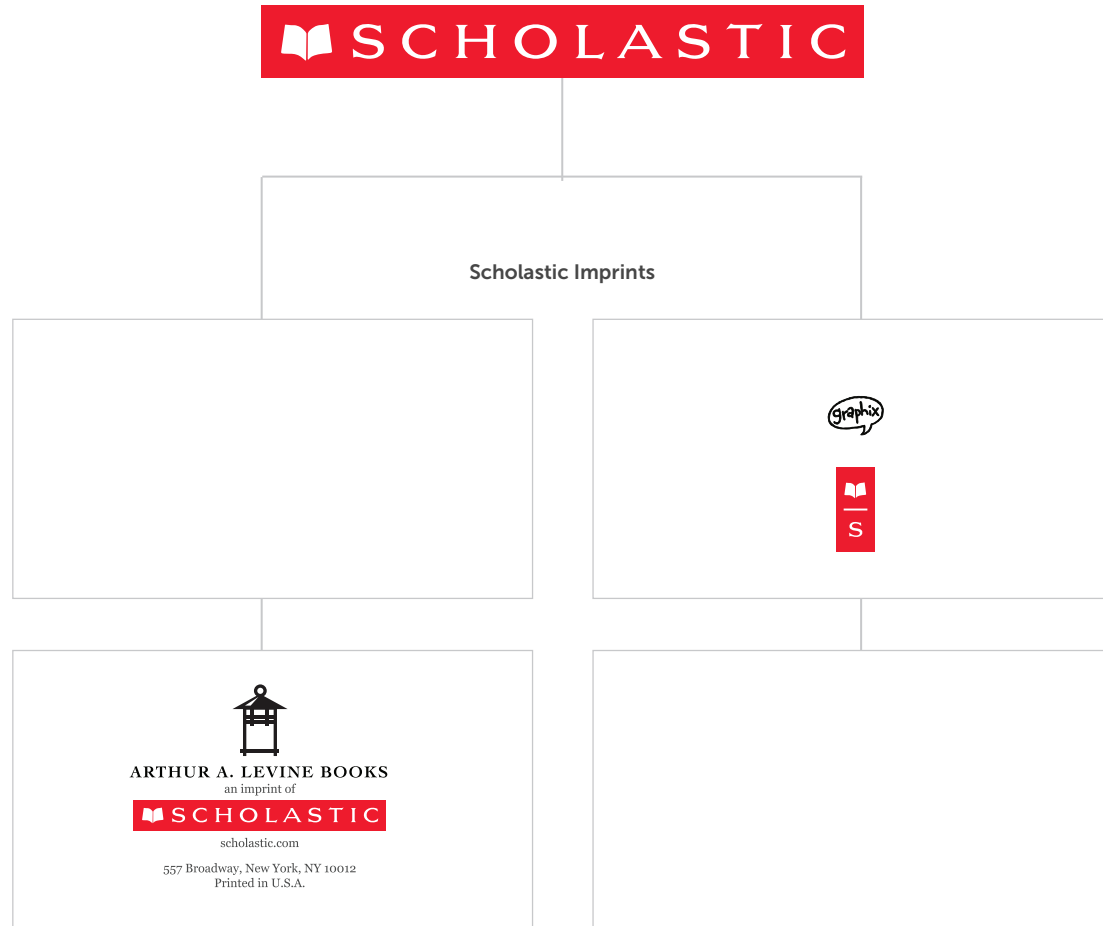 SCHOLASTIC
Scholastic Imprints
graphix
S
ARTHUR A. LEVINE BOOKS
an imprint of
SCHOLASTIC
scholastic.com
557 Broadway, New York, NY 10012
Printed in U.S.A.